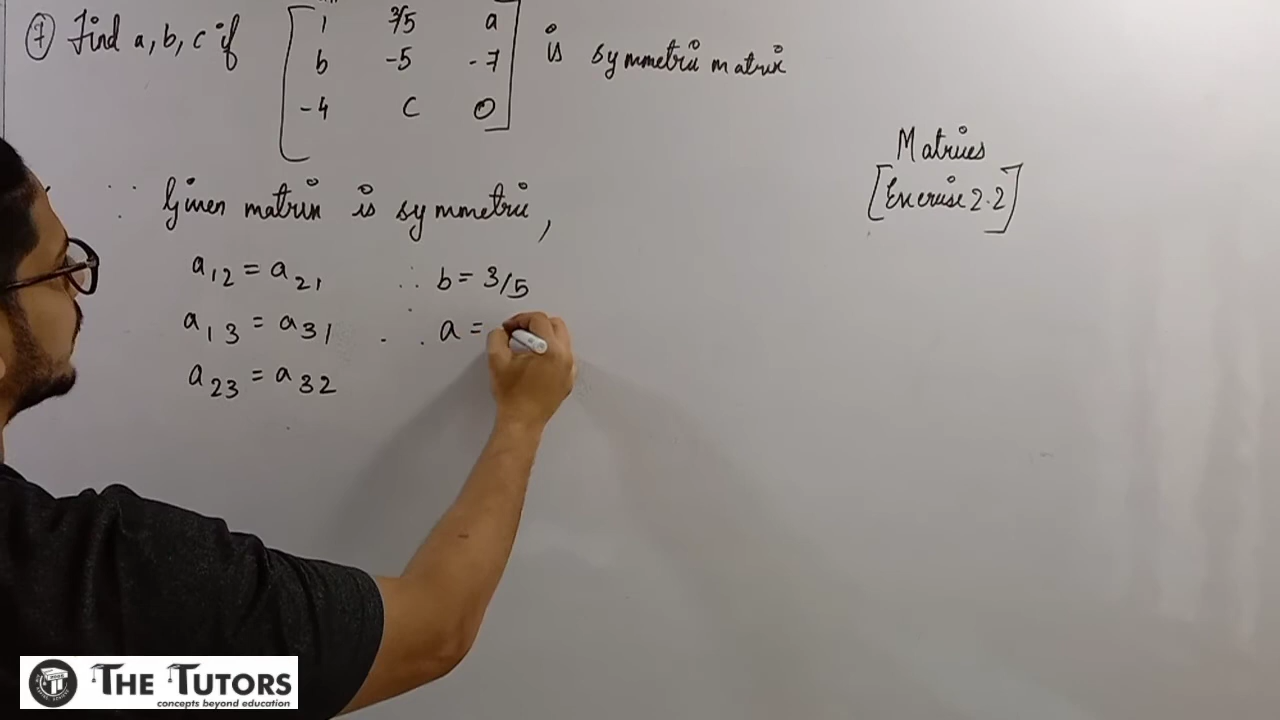 ⑦ Find a, b, c if [1 3/5 a is symmetric matrix
b -5 -7
-4 c 0]
Matrices
[Exercise 2.2]
∵ Given matrix is symmetric,
a12 = a21 ∴ b = 3/5
a13 = a31 ∴ a =
a23 = a32
THE TUTORS
concepts beyond education